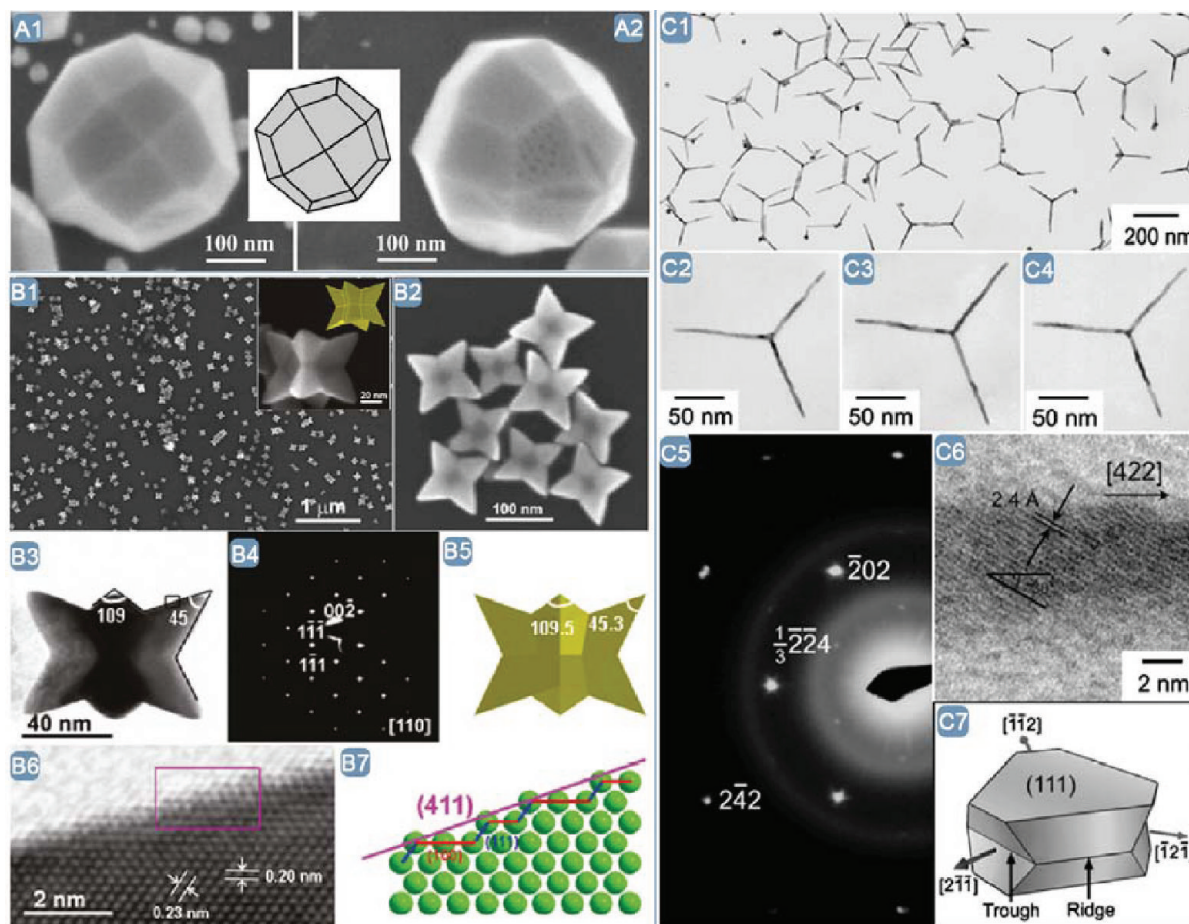 A1
A2
100 nm
100 nm
B1
20 nm
1 μm
B2
100 nm
B3
109
45
40 nm
B4
002̄
11̄1̄
11̄1
[110]
B5
109.5
45.3
B6
0.20 nm
0.23 nm
2 nm
B7
(411)
(111)
C1
200 nm
C2
50 nm
C3
50 nm
C4
50 nm
C5
2̄02
1/3 2̄2̄4
24̄2
C6
[422]
2.4 Å
2 nm
C7
[1̄1̄2]
(111)
[1̄21̄]
[21̄1̄]
Trough
Ridge